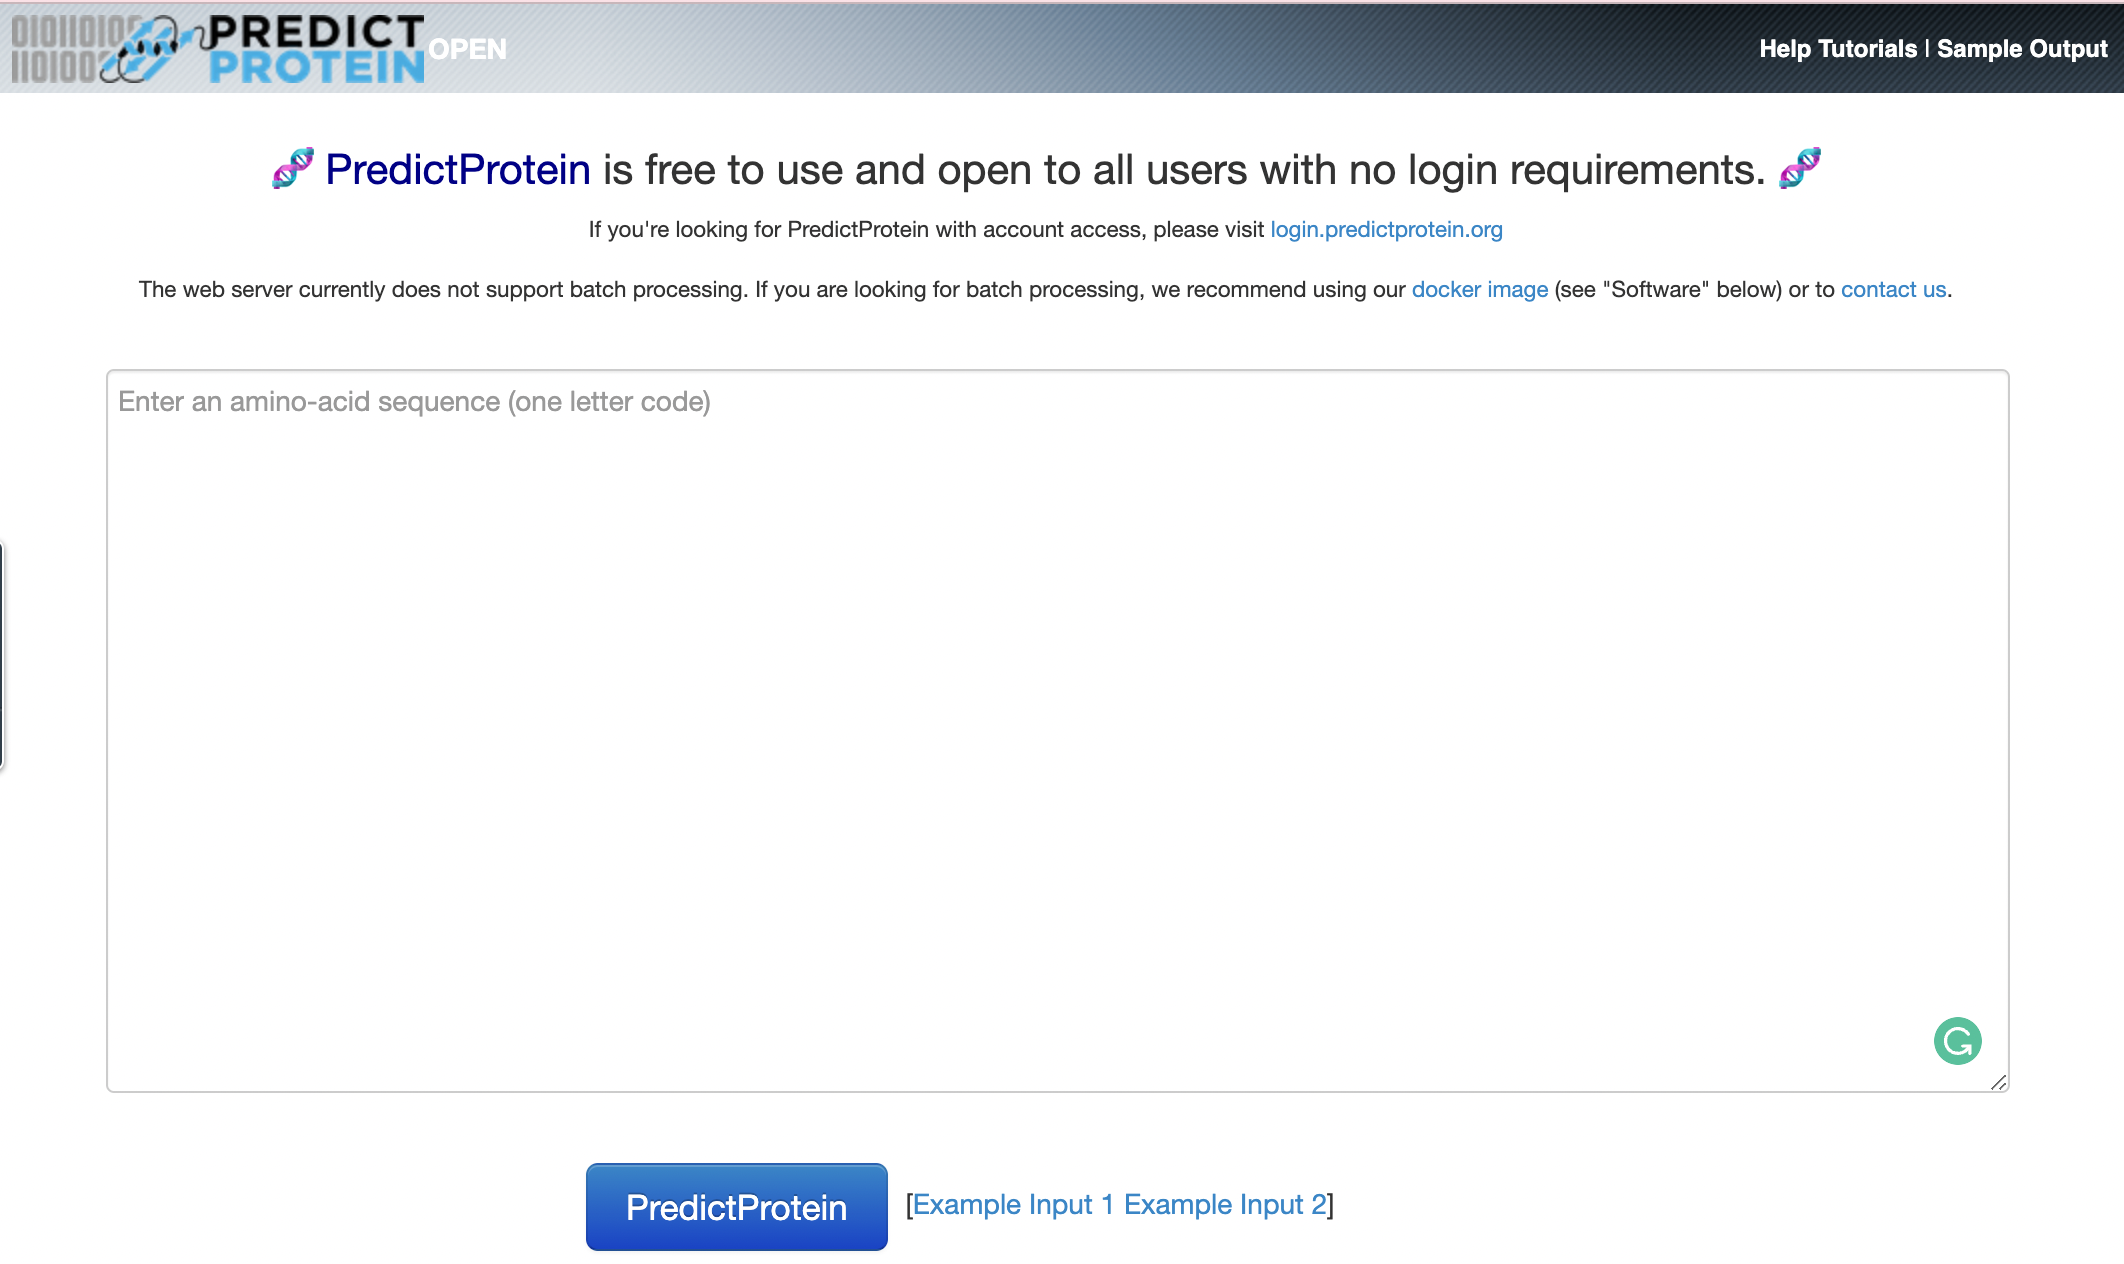 01011010
110100
PREDICT
PROTEIN
OPEN
Help Tutorials | Sample Output
PredictProtein is free to use and open to all users with no login requirements.
If you're looking for PredictProtein with account access, please visit login.predictprotein.org
The web server currently does not support batch processing. If you are looking for batch processing, we recommend using our docker image (see "Software" below) or to contact us.
Enter an amino-acid sequence (one letter code)
PredictProtein
[Example Input 1 Example Input 2]